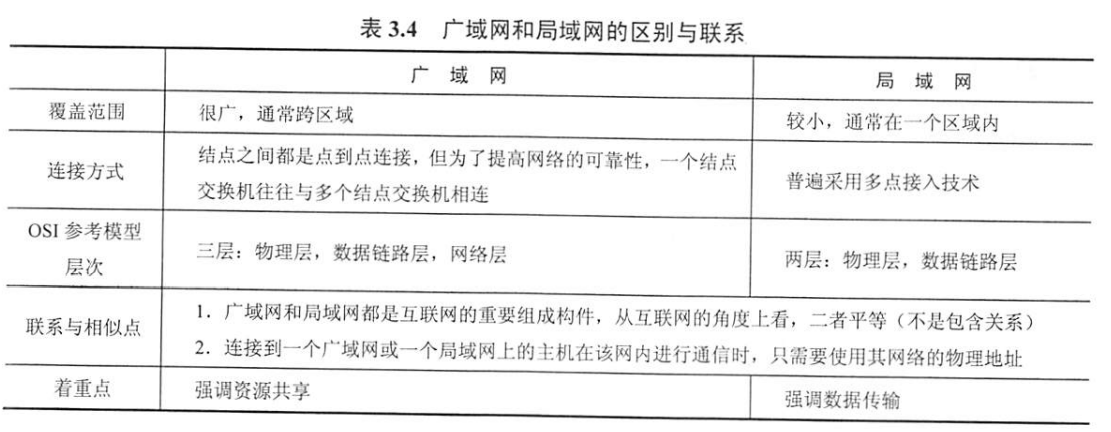 表 3.4 广域网和局域网的区别与联系
广 域 网 局 域 网
覆盖范围 很广，通常跨区域 较小，通常在一个区域内
连接方式 结点之间都是点到点连接，但为了提高网络的可靠性，一个结点 普遍采用多点接入技术
交换机往往与多个结点交换机相连
OSI 参考模型 三层：物理层，数据链路层，网络层 两层：物理层，数据链路层
层次
联系与相似点 1．广域网和局域网都是互联网的重要组成构件，从互联网的角度上看，二者平等（不是包含关系）
2．连接到一个广域网或一个局域网上的主机在该网内进行通信时，只需要使用其网络的物理地址
着重点 强调资源共享 强调数据传输